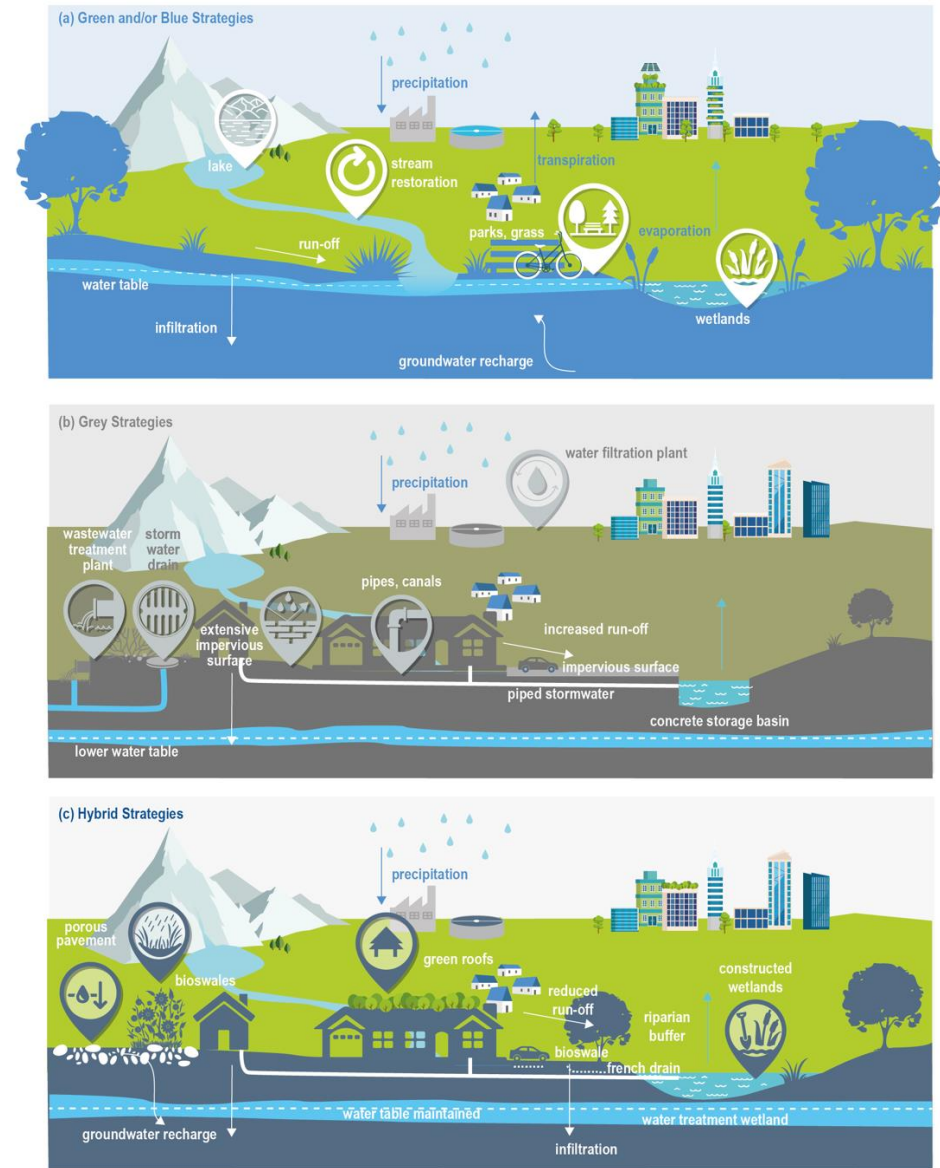 (a) Green and/or Blue Strategies
precipitation
lake
stream
restoration
transpiration
parks, grass
evaporation
run-off
water table
wetlands
infiltration
groundwater recharge
(b) Grey Strategies
water filtration plant
precipitation
wastewater
treatment
plant
storm
water
drain
pipes, canals
extensive
impervious
surface
increased run-off
impervious surface
piped stormwater
concrete storage basin
lower water table
(c) Hybrid Strategies
precipitation
porous
pavement
bioswales
green roofs
constructed
wetlands
reduced
run-off
riparian
buffer
bioswale
french drain
water table maintained
water treatment wetland
groundwater recharge
infiltration